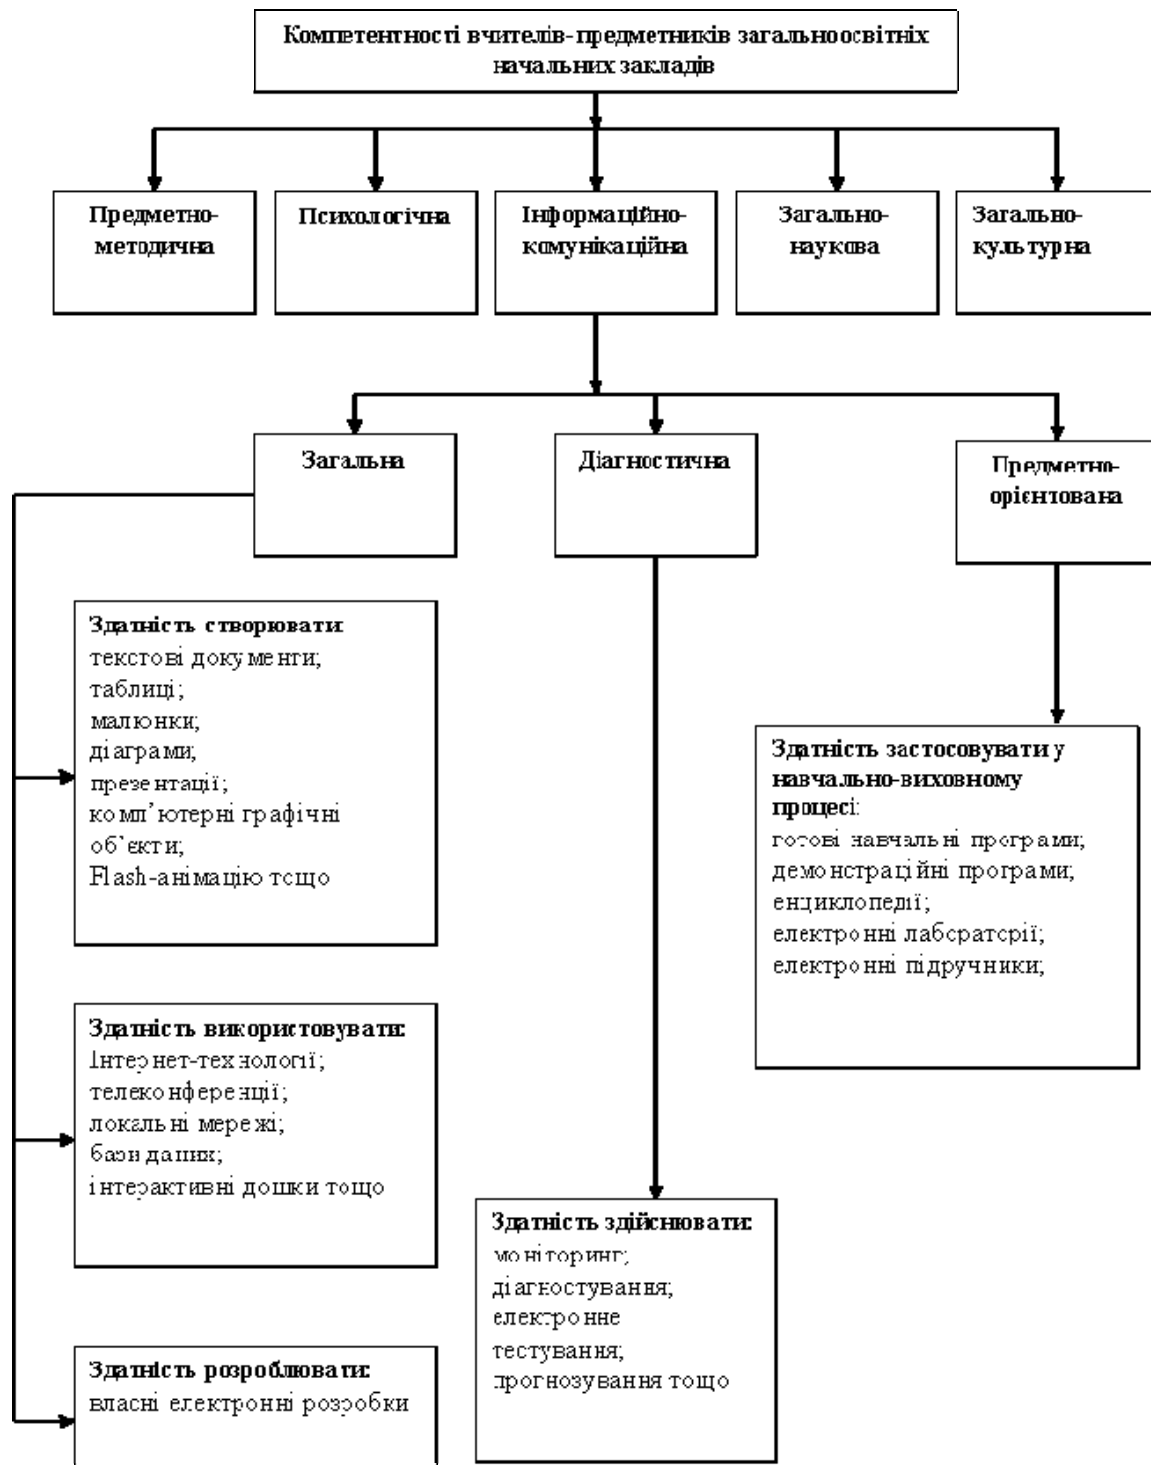 Компетентності вчителів-предметників загальноосвітніх
начальних закладів
Предметно-
методична
Психологічна
Інформаційно-
комунікаційна
Загально-
наукова
Загально-
культурна
Загальна
Діагностична
Предметно-
орієнтована
Здатність створювати:
текстові документи;
таблиці;
малюнки;
діаграми;
презентації;
комп’ютерні графічні
об’єкти;
Flash-анімацію тощо
Здатність застосовувати у
навчально-виховному
процесі:
готові навчальні програми;
демонстраційні програми;
енциклопедії;
електронні лабораторії;
електронні підручники;
Здатність використовувати:
Інтернет-технології;
телеконференції;
локальні мережі;
бази даних;
інтерактивні дошки тощо
Здатність здійснювати:
моніторинг;
діагностування;
електронне
тестування;
прогнозування тощо
Здатність розроблювати:
власні електронні розробки